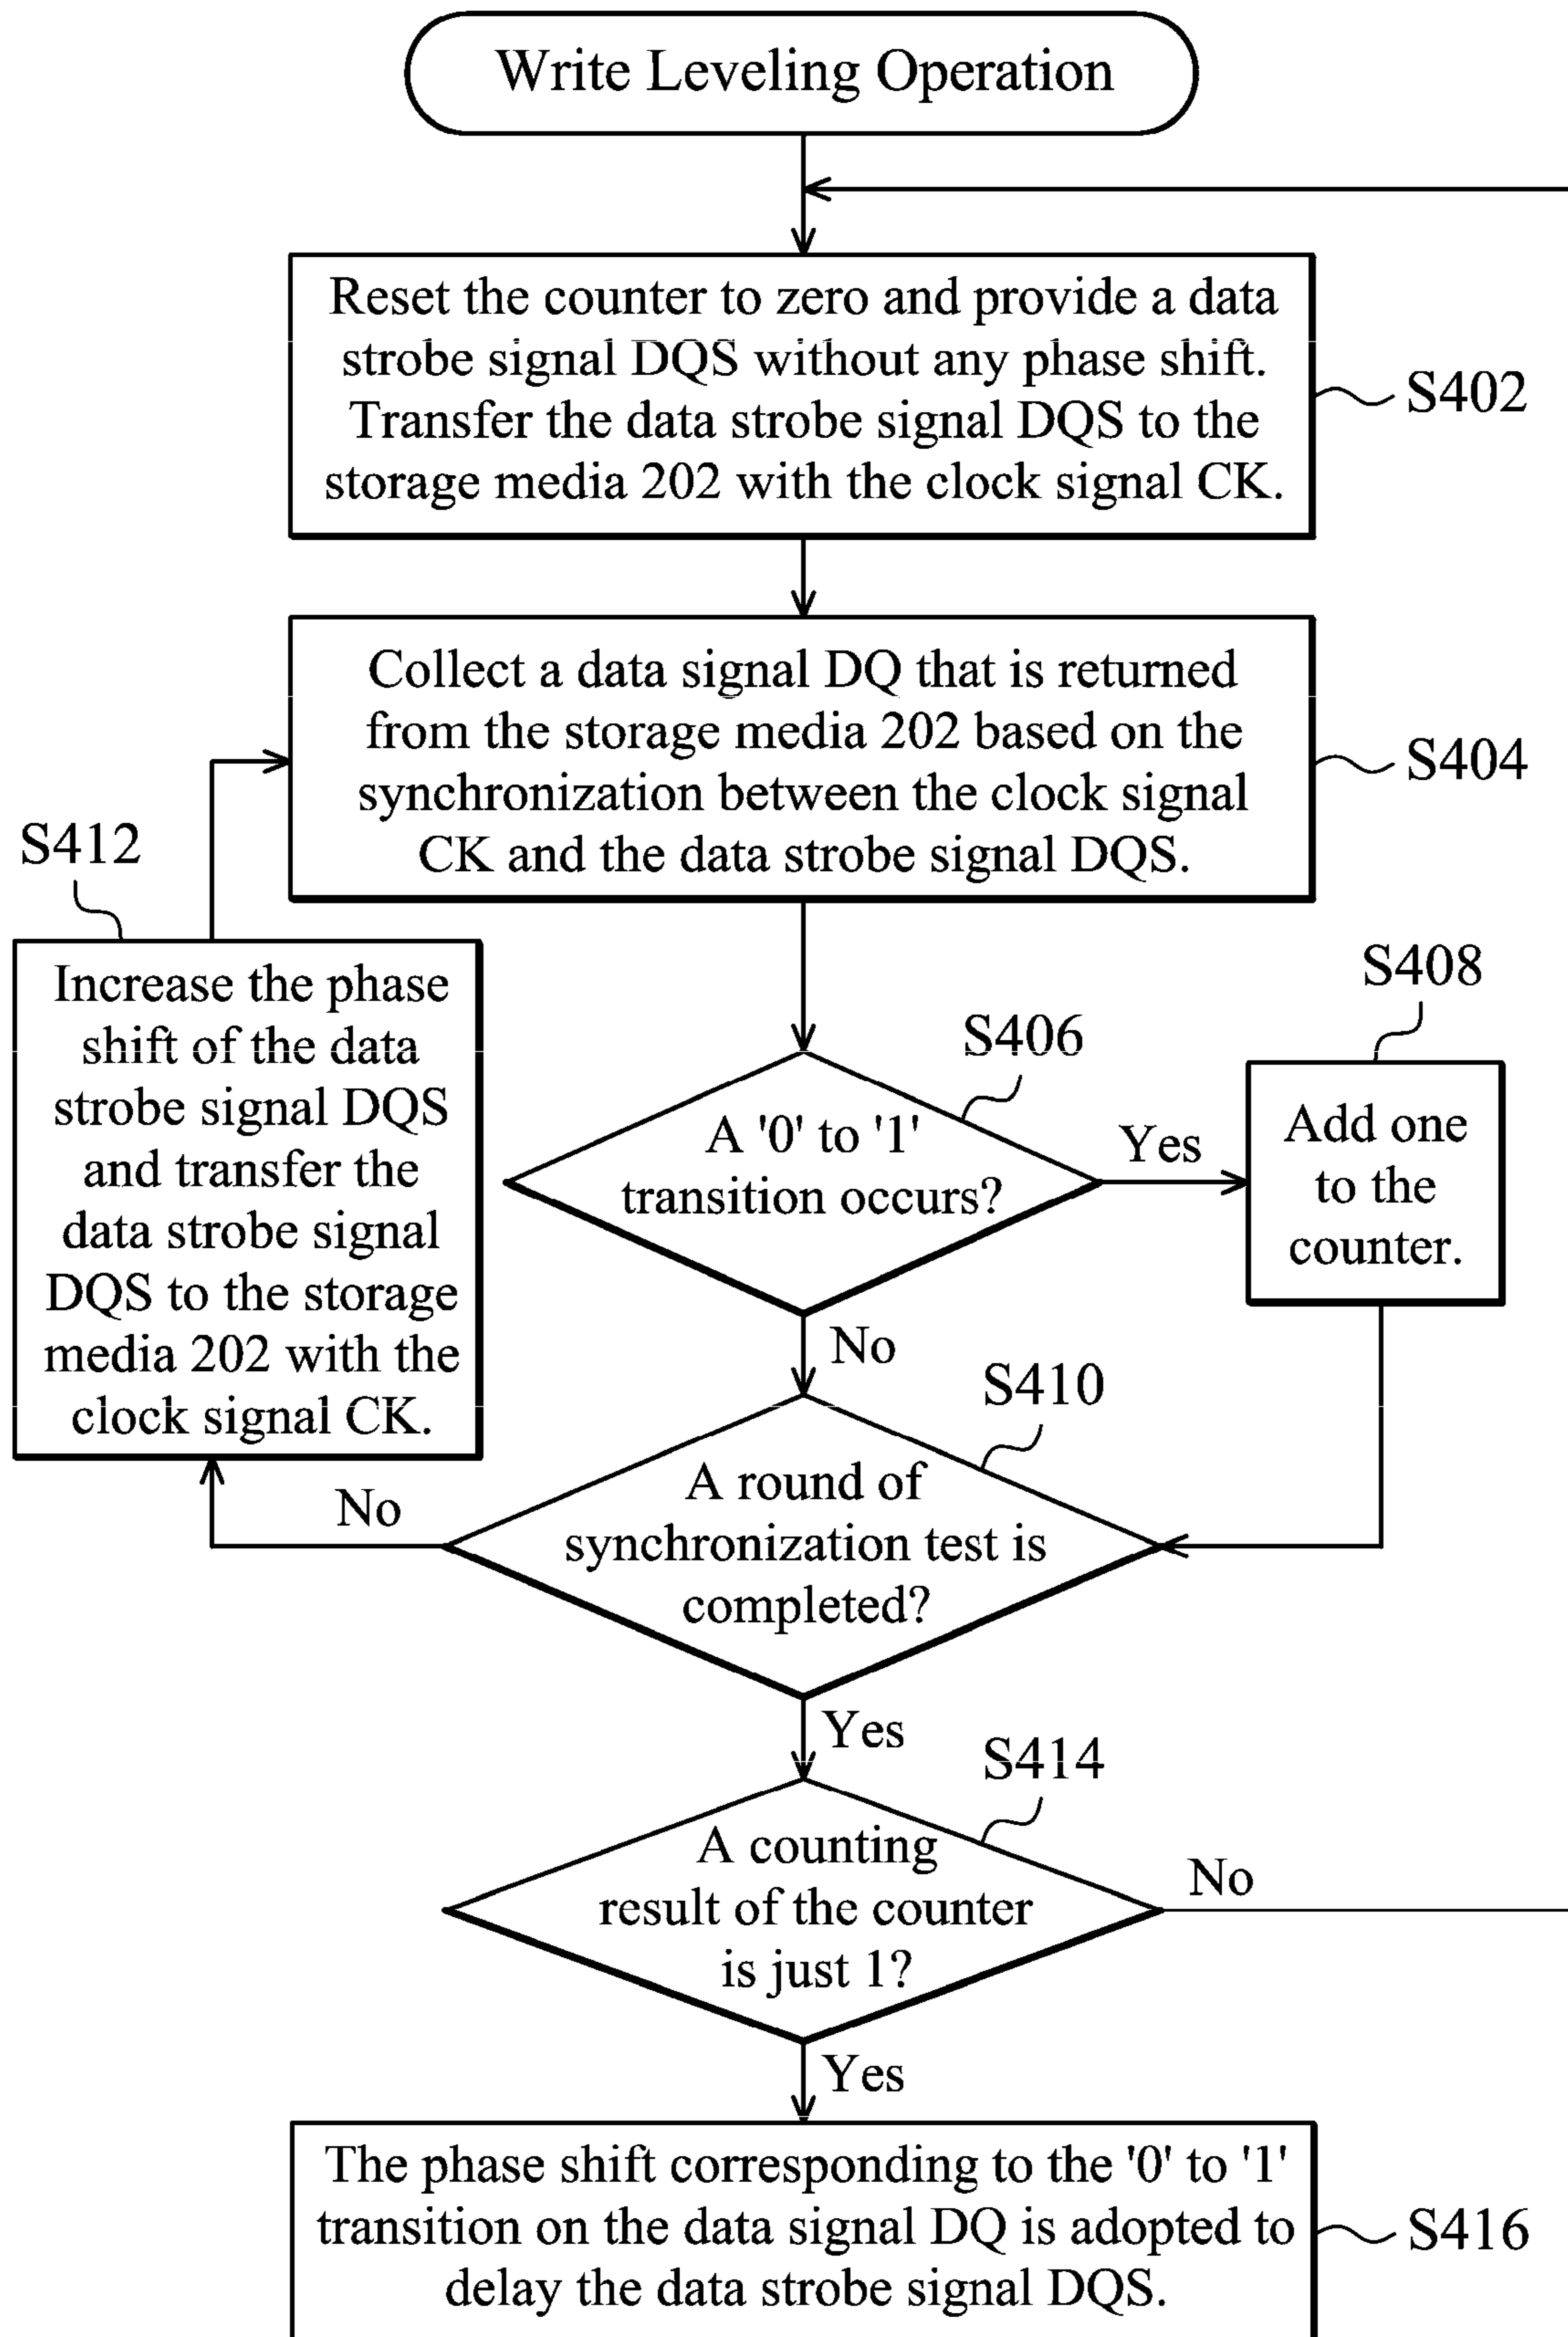 Write Leveling Operation
Reset the counter to zero and provide a data
strobe signal DQS without any phase shift.
Transfer the data strobe signal DQS to the
storage media 202 with the clock signal CK.
S402
Collect a data signal DQ that is returned
from the storage media 202 based on the
synchronization between the clock signal
CK and the data strobe signal DQS.
S404
S412
Increase the phase
shift of the data
strobe signal DQS
and transfer the
data strobe signal
DQS to the storage
media 202 with the
clock signal CK.
S406
A '0' to '1'
transition occurs?
Yes
S408
Add one
to the
counter.
No
S410
A round of
synchronization test is
completed?
No
Yes
S414
A counting
result of the counter
is just 1?
No
Yes
The phase shift corresponding to the '0' to '1'
transition on the data signal DQ is adopted to
delay the data strobe signal DQS.
S416